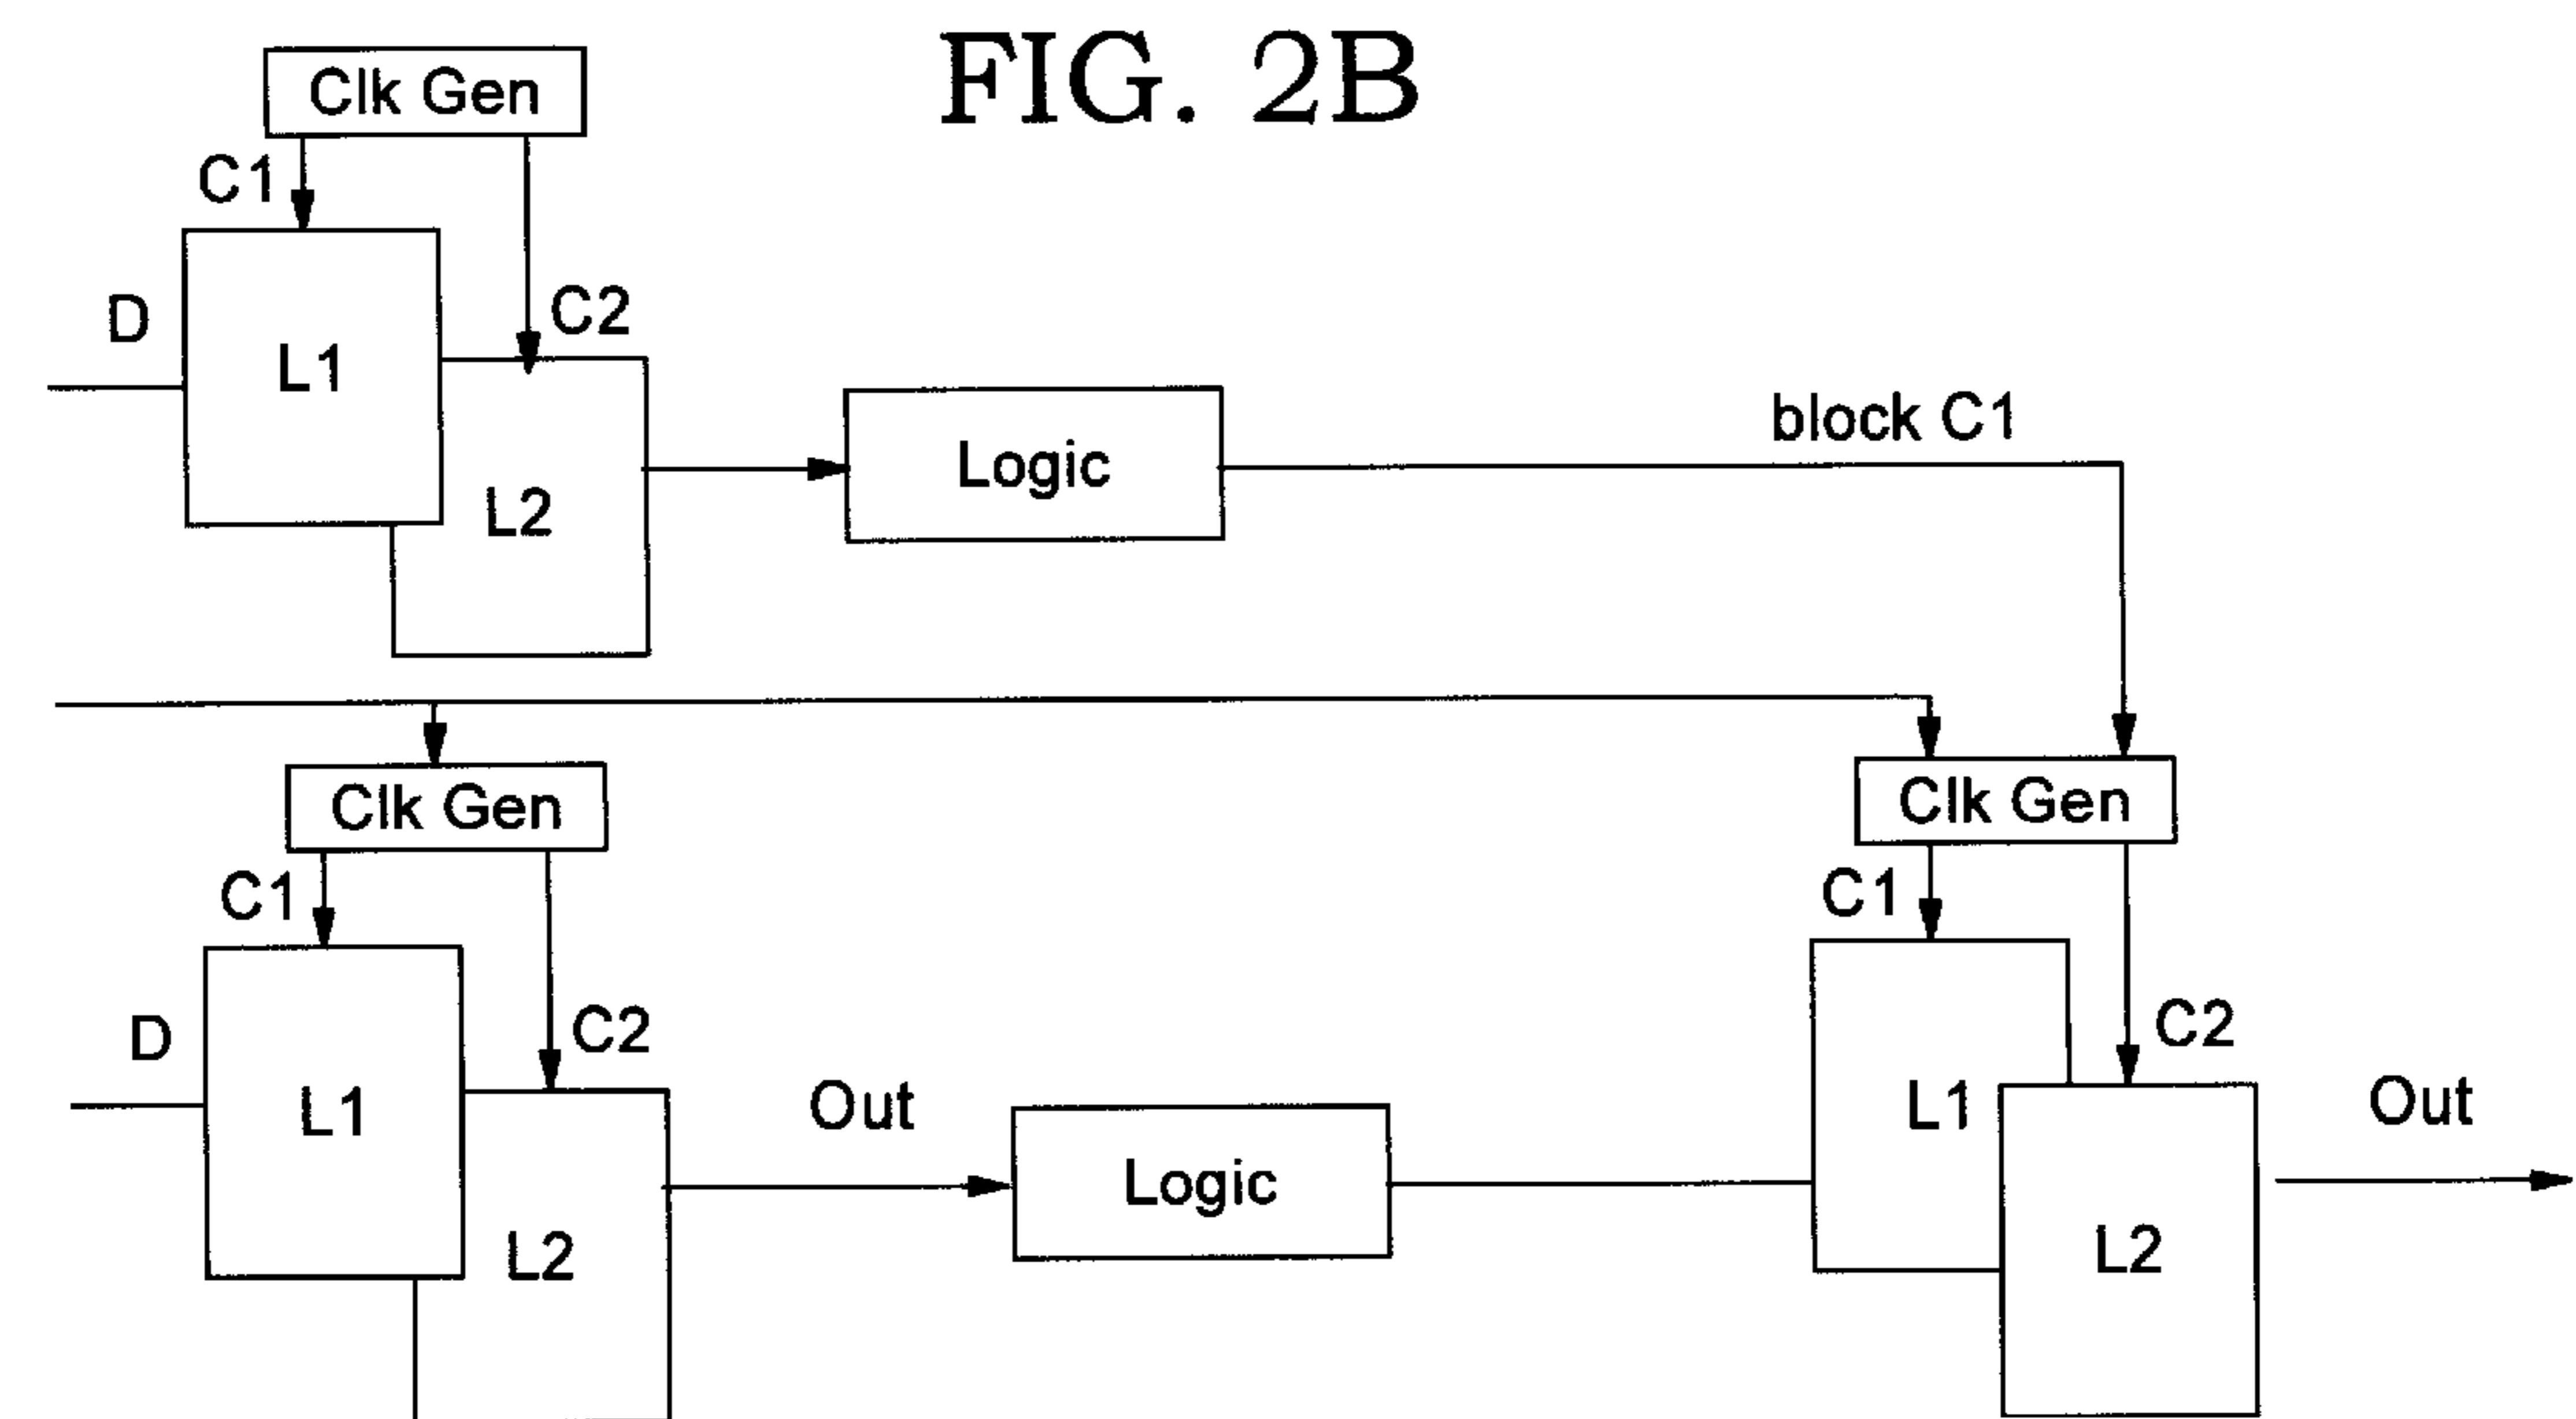 FIG. 2B
Clk Gen
C1
C2
D
L1
L2
Logic
block C1
Clk Gen
Clk Gen
C1
C1
C2
C2
D
L1
L2
Out
Logic
L1
L2
Out